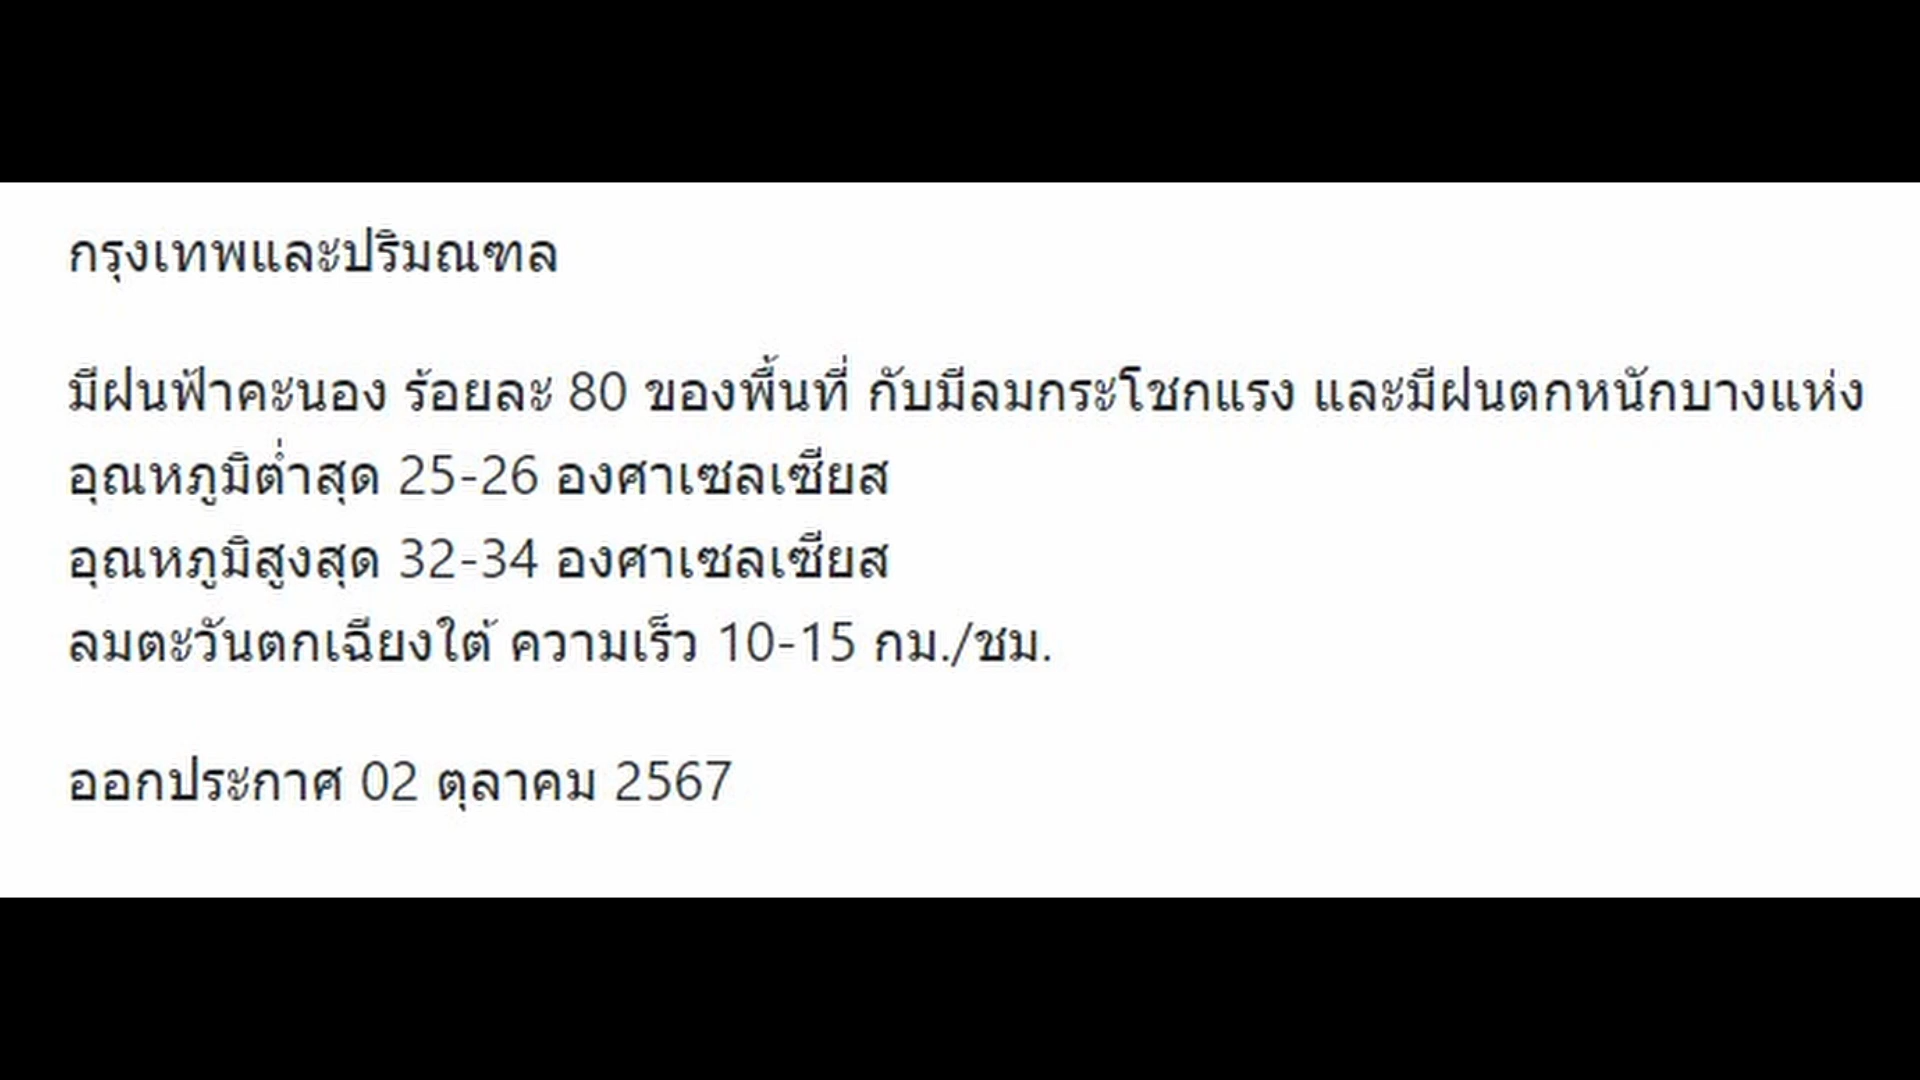 กรุงเทพและปริมณฑล
มีฝนฟ้าคะนอง ร้อยละ 80 ของพื้นที่ กับมีลมกระโชกแรง และมีฝนตกหนักบางแห่ง
อุณหภูมิต่ำสุด 25-26 องศาเซลเซียส
อุณหภูมิสูงสุด 32-34 องศาเซลเซียส
ลมตะวันตกเฉียงใต้ ความเร็ว 10-15 กม./ชม.
ออกประกาศ 02 ตุลาคม 2567